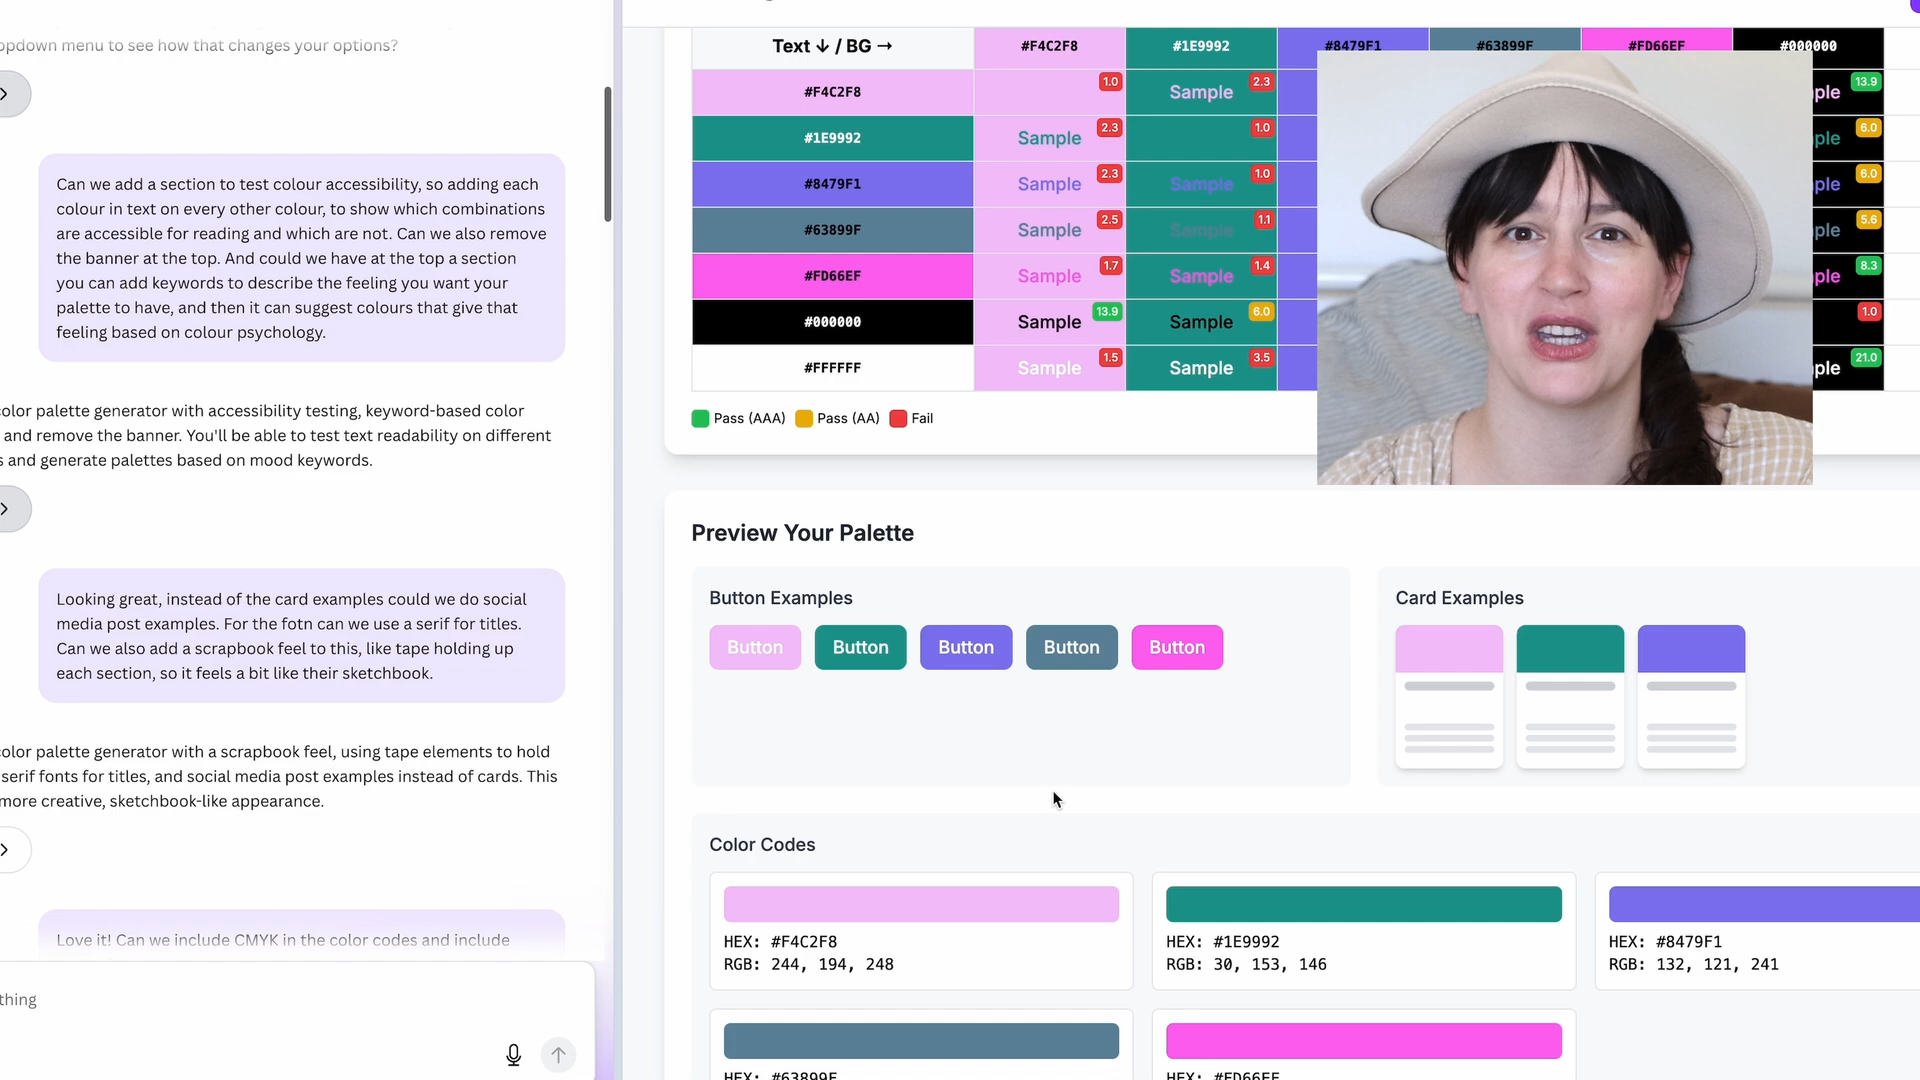 opdown menu to see how that changes your options?
Can we add a section to test colour accessibility, so adding each
colour in text on every other colour, to show which combinations
are accessible for reading and which are not. Can we also remove
the banner at the top. And could we have at the top a section
you can add keywords to describe the feeling you want your
palette to have, and then it can suggest colours that give that
feeling based on colour psychology.
olor palette generator with accessibility testing, keyword-based color
and remove the banner. You'll be able to test text readability on different
s and generate palettes based on mood keywords.
Looking great, instead of the card examples could we do social
media post examples. For the fotn can we use a serif for titles.
Can we also add a scrapbook feel to this, like tape holding up
each section, so it feels a bit like their sketchbook.
olor palette generator with a scrapbook feel, using tape elements to hold
serif fonts for titles, and social media post examples instead of cards. This
more creative, sketchbook-like appearance.
Love it! Can we include CMYK in the color codes and include
thing
Text ↓ / BG → #F4C2F8 #1E9992 #8479F1 #63899F #FD66EF #000000
#F4C2F8 1.0 Sample 2.3 ple 13.9
#1E9992 Sample 2.3 1.0 ple 6.0
#8479F1 Sample 2.3 Sample 1.0 ple 6.0
#63899F Sample 2.5 Sample 1.1 ple 5.6
#FD66EF Sample 1.7 Sample 1.4 ple 8.3
#000000 Sample 13.9 Sample 6.0 1.0
#FFFFFF Sample 1.5 Sample 3.5 ple 21.0
Pass (AAA) Pass (AA) Fail
Preview Your Palette
Button Examples
Button Button Button Button Button
Card Examples
Color Codes
HEX: #F4C2F8
RGB: 244, 194, 248
HEX: #1E9992
RGB: 30, 153, 146
HEX: #8479F1
RGB: 132, 121, 241
HEX: #63899F
HEX: #FD66EF